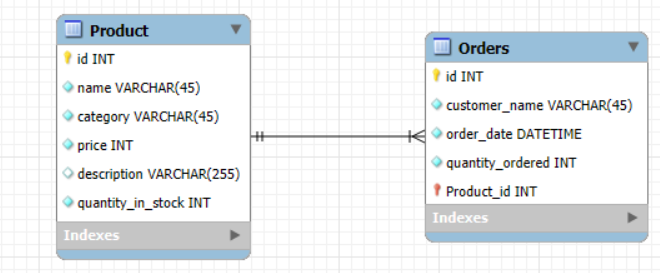 Product
id INT
name VARCHAR(45)
category VARCHAR(45)
price INT
description VARCHAR(255)
quantity_in_stock INT
Indexes
Orders
id INT
customer_name VARCHAR(45)
order_date DATETIME
quantity_ordered INT
Product_id INT
Indexes